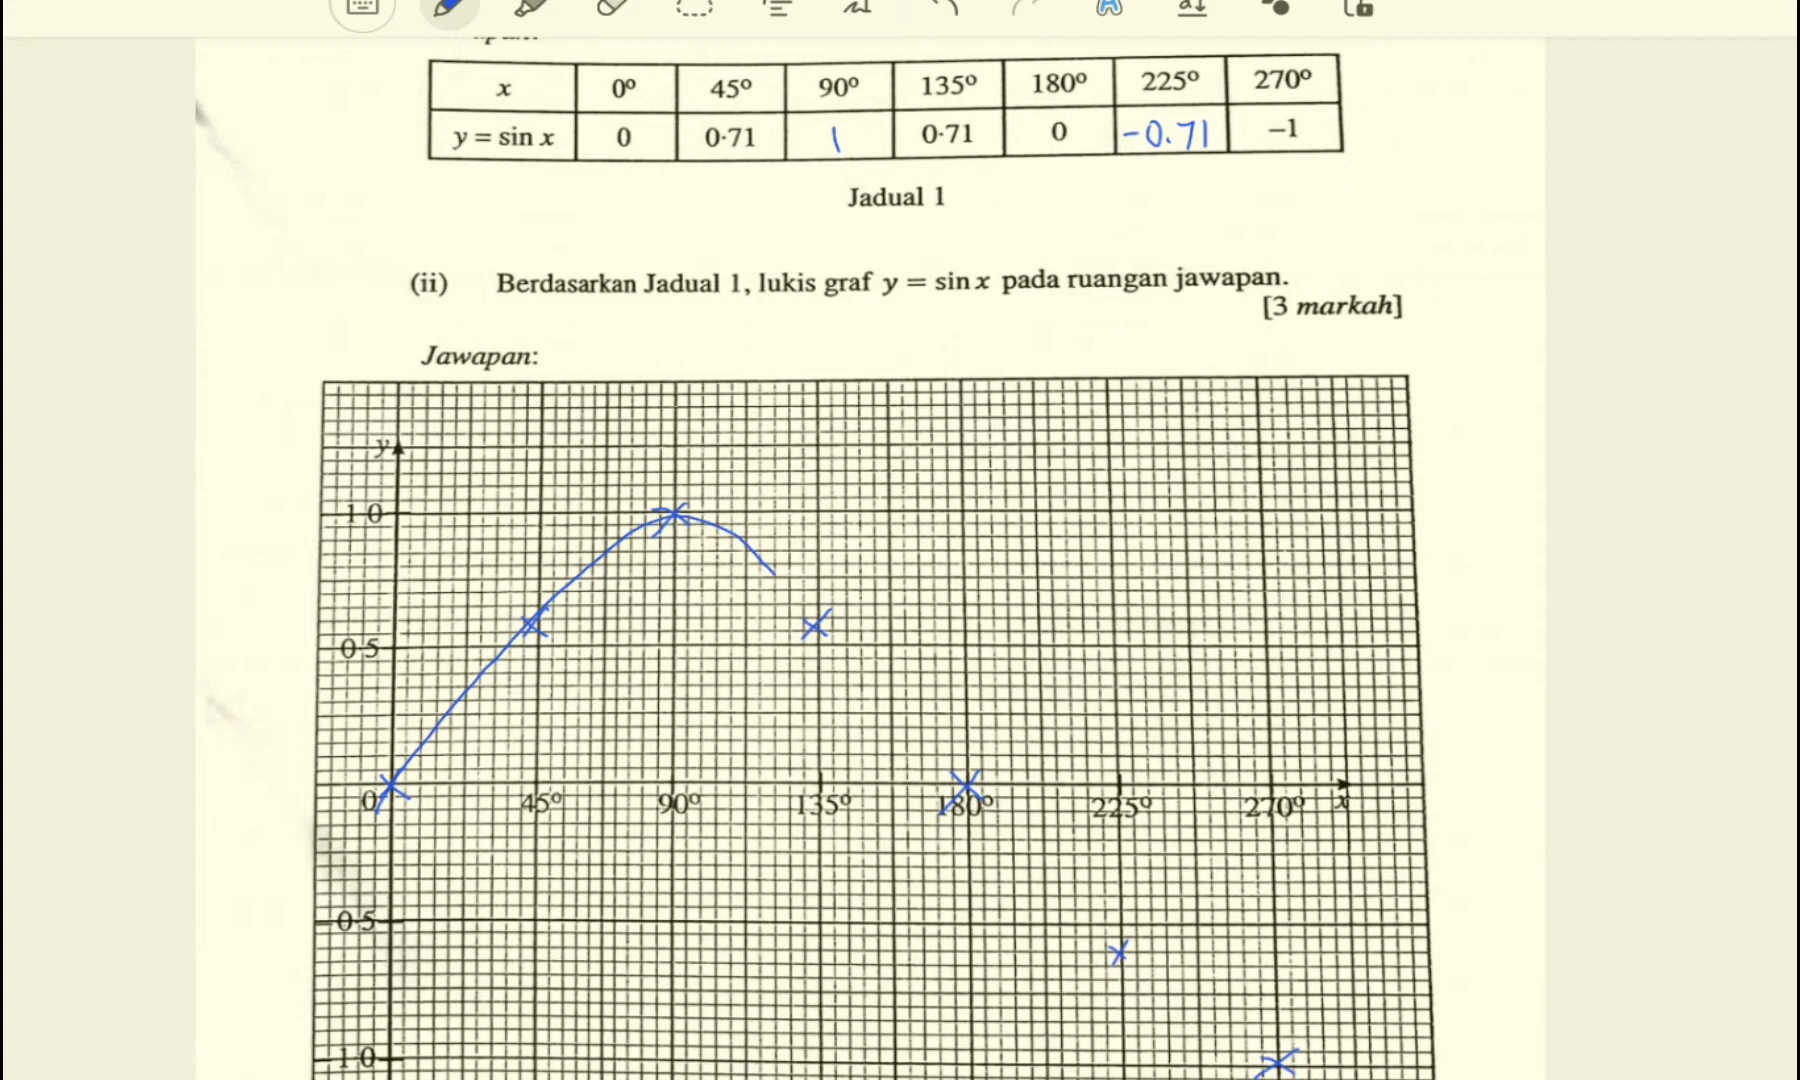 x 0° 45° 90° 135° 180° 225° 270°
y = sin x 0 0·71 1 0·71 0 -0.71 −1
Jadual 1
(ii) Berdasarkan Jadual 1, lukis graf y = sin x pada ruangan jawapan.
[3 markah]
Jawapan:
y
1·0
0·5
0 45° 90° 135° 180° 225° 270° x
−0·5
−1·0